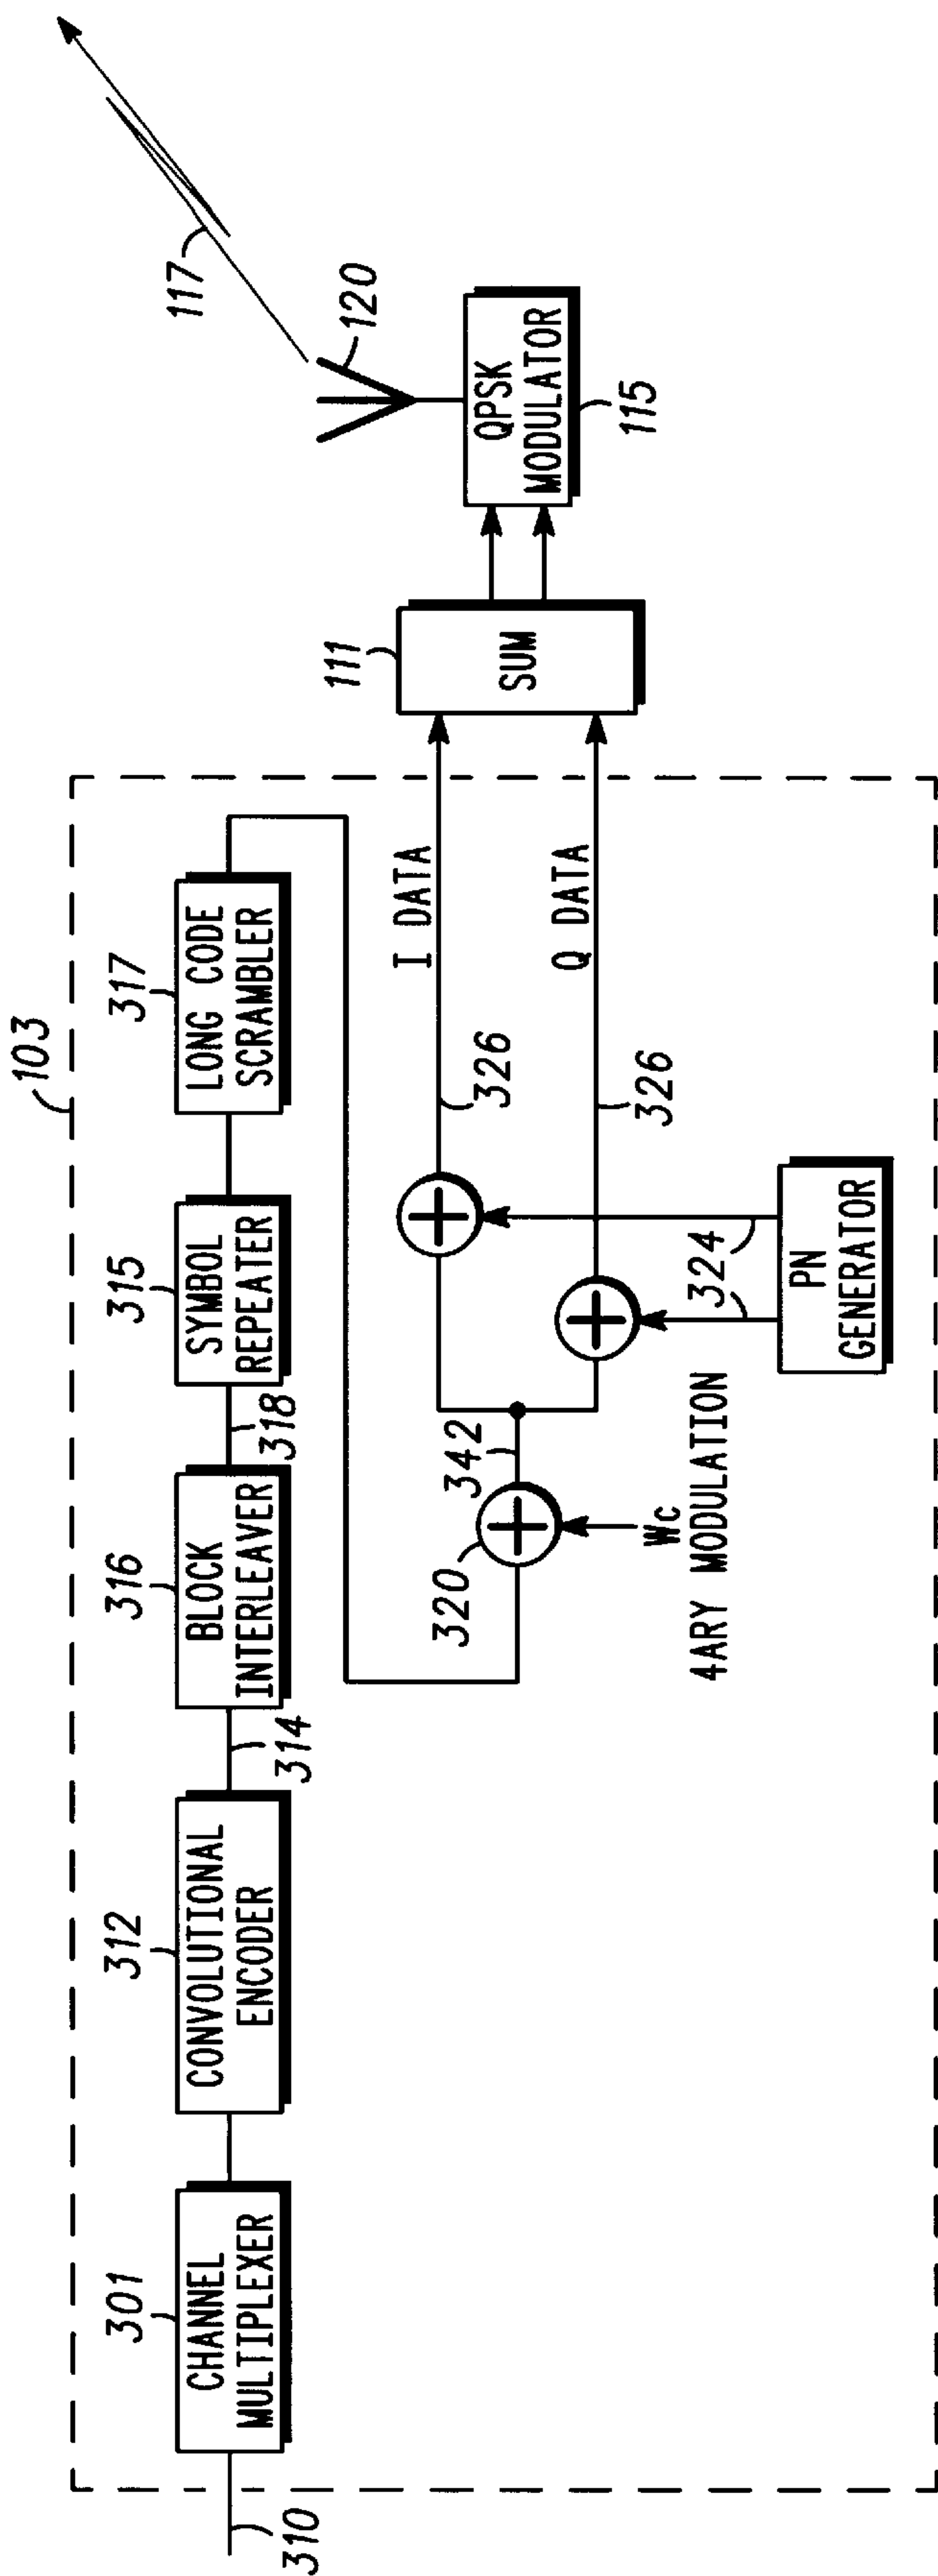 103
301
CHANNEL
MULTIPLEXER
310
312
CONVOLUTIONAL
ENCODER
314
316
BLOCK
INTERLEAVER
318
315
SYMBOL
REPEATER
317
LONG CODE
SCRAMBLER
320
342
Wc
4ARY MODULATION
PN
GENERATOR
324
326
I DATA
326
Q DATA
111
SUM
QPSK
MODULATOR
115
120
117